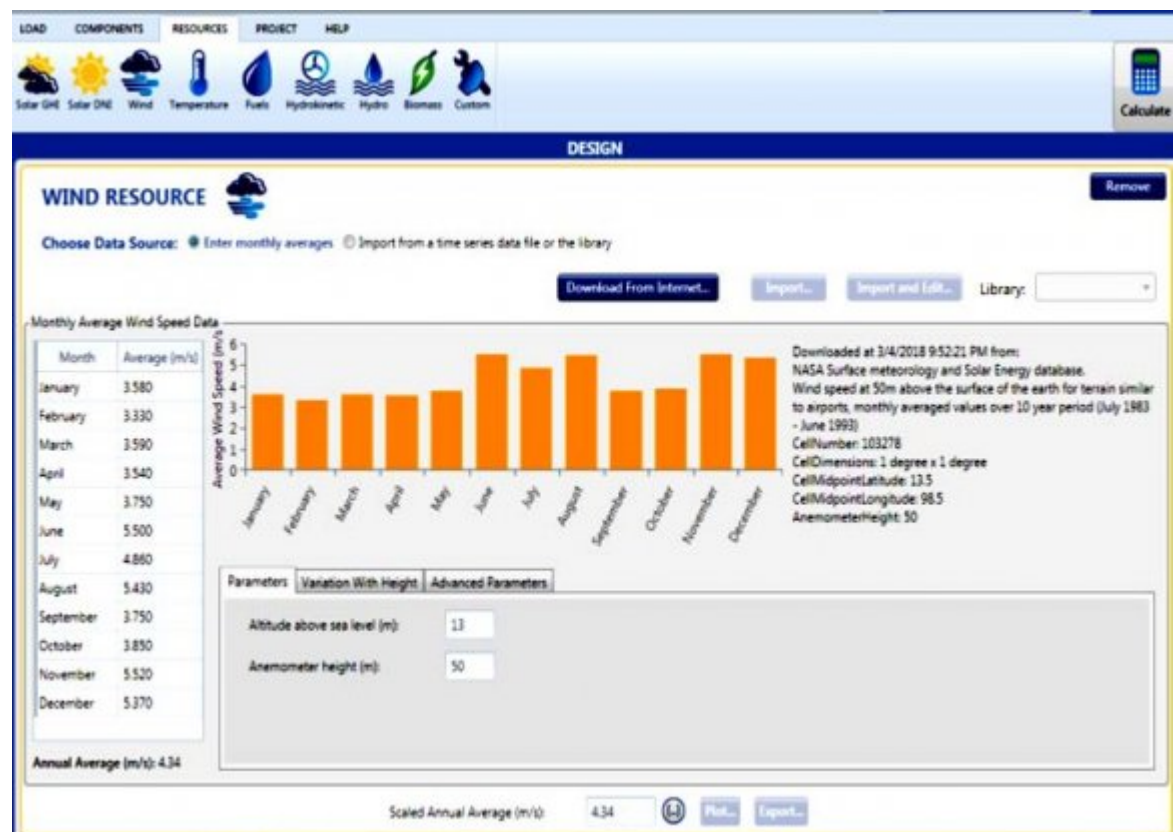 LOAD COMPONENTS RESOURCES PROJECT HELP
Solar GHI Solar DNI Wind Temperature Fuels Hydrokinetic Hydro Biomass Custom
Calculate
DESIGN
WIND RESOURCE
Remove
Choose Data Source: Enter monthly averages Import from a time series data file or the library
Download From Internet... Import... Import and Edit... Library:
Monthly Average Wind Speed Data
Month Average (m/s)
January 3.580
February 3.330
March 3.590
April 3.540
May 3.750
June 5.500
July 4.860
August 5.430
September 3.750
October 3.850
November 5.520
December 5.370
Annual Average (m/s): 4.34
Average Wind Speed (m/s
6
5
4
3
2
1
0
January February March April May June July August September October November December
Downloaded at 3/4/2018 9:52:21 PM from:
NASA Surface meteorology and Solar Energy database.
Wind speed at 50m above the surface of the earth for terrain similar
to airports, monthly averaged values over 10 year period (July 1983
- June 1993)
CellNumber: 103278
CellDimensions: 1 degree x 1 degree
CellMidpointLatitude: 13.5
CellMidpointLongitude: 98.5
AnemometerHeight: 50
Parameters Variation With Height Advanced Parameters
Altitude above sea level (m): 13
Anemometer height (m): 50
Scaled Annual Average (m/s): 4.34 Plot... Export...